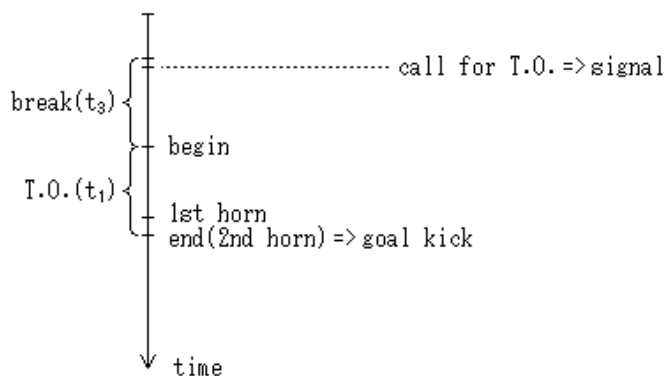 call for T.O. => signal
break(t₃)
begin
T.O.(t₁)
1st horn
end(2nd horn) => goal kick
time